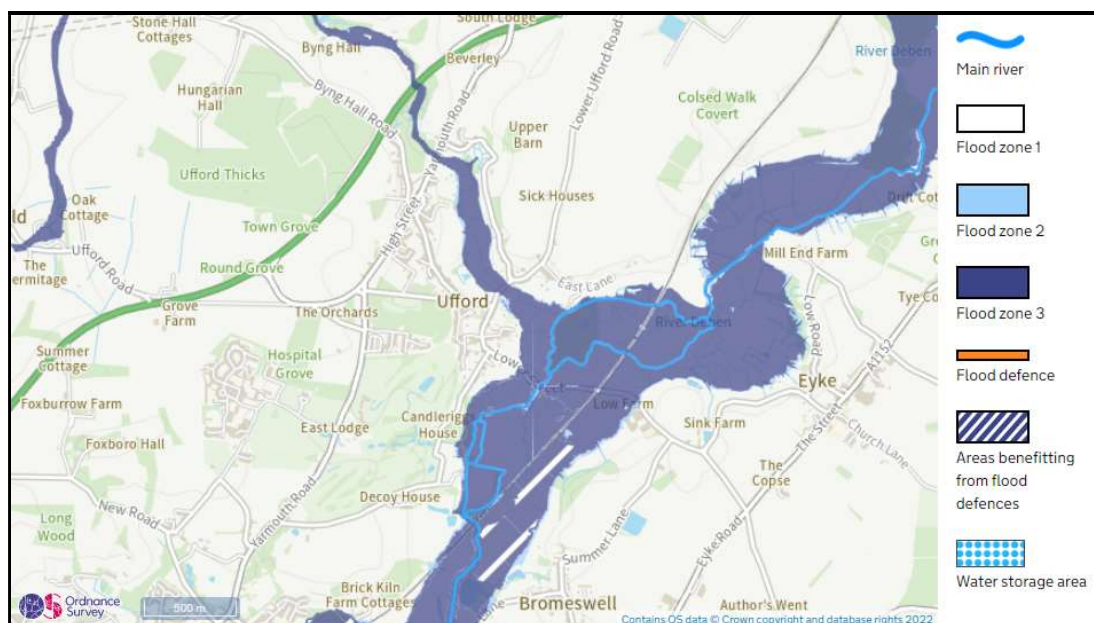 Stone Hall
Cottages
Byng Hall
South Lodge
Beverley
Lower Ufford Road
River Deben
Main river
Hungarian
Hall
Byng Hall Road
Yarmouth Road
Colsed Walk
Covert
Upper
Barn
Flood zone 1
Ufford Thicks
Sick Houses
Oak
Cottage
Town Grove
High Street
Flood zone 2
Ufford Road
The
Round Grove
East Lane
Mill End Farm
Grove
Farm
The Orchards
Ufford
River Deben
Low Road
Flood zone 3
Summer
Cottage
Hospital
Grove
A1152
Flood defence
Foxburrow Farm
Candleriggs
House
Low Farm
Eyke
Foxboro Hall
East Lodge
Sink Farm
The Street
Church Lane
Areas benefitting
from flood
defences
New Road
Yarmouth Road
Decoy House
The
Copse
Long
Wood
Summer Lane
Eyke Road
Water storage area
Brick Kiln
Farm Cottages
Bromeswell
Author's Went
Ordnance
Survey
500 m
Contains OS data © Crown copyright and database rights 2022